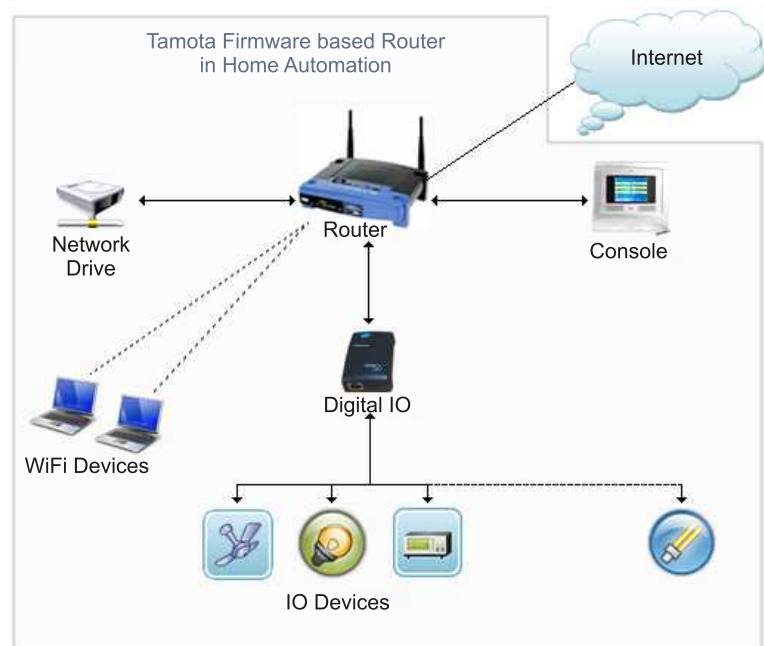 Tamota Firmware based Router
in Home Automation
Internet
Router
Network
Drive
Console
Digital IO
WiFi Devices
IO Devices